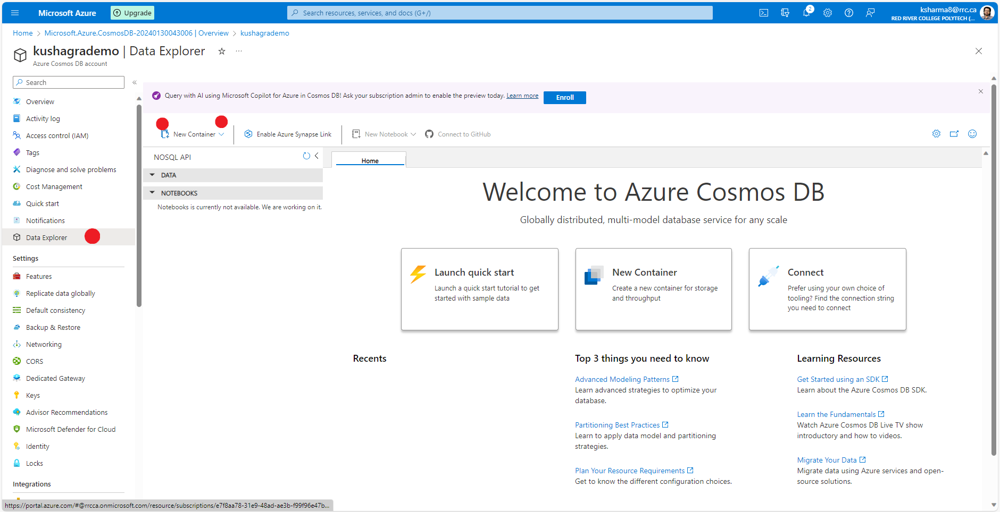 Microsoft Azure
Upgrade
Search resources, services, and docs (G+/)
2
ksharma8@rrc.ca
RED RIVER COLLEGE POLYTECH (...
Home > Microsoft.Azure.CosmosDB-20240130043006 | Overview > kushagrademo
kushagrademo | Data Explorer
Azure Cosmos DB account
Search
Overview
Activity log
Access control (IAM)
Tags
Diagnose and solve problems
Cost Management
Quick start
Notifications
Data Explorer
Settings
Features
Replicate data globally
Default consistency
Backup & Restore
Networking
CORS
Dedicated Gateway
Keys
Advisor Recommendations
Microsoft Defender for Cloud
Identity
Locks
Integrations
https://portal.azure.com/#@rrcca.onmicrosoft.com/resource/subscriptions/e7f8aa78-31e9-48ad-ae3b-f99f96e47b...
Query with AI using Microsoft Copilot for Azure in Cosmos DB! Ask your subscription admin to enable the preview today. Learn more
Enroll
New Container
Enable Azure Synapse Link
New Notebook
Connect to GitHub
NOSQL API
DATA
NOTEBOOKS
Notebooks is currently not available. We are working on it.
Home
Welcome to Azure Cosmos DB
Globally distributed, multi-model database service for any scale
Launch quick start
Launch a quick start tutorial to get
started with sample data
New Container
Create a new container for storage
and throughput
Connect
Prefer using your own choice of
tooling? Find the connection string
you need to connect
Recents
Top 3 things you need to know
Advanced Modeling Patterns
Learn advanced strategies to optimize your
database.
Partitioning Best Practices
Learn to apply data model and partitioning
strategies.
Plan Your Resource Requirements
Get to know the different configuration choices.
Learning Resources
Get Started using an SDK
Learn about the Azure Cosmos DB SDK.
Learn the Fundamentals
Watch Azure Cosmos DB Live TV show
introductory and how to videos.
Migrate Your Data
Migrate data using Azure services and open-
source solutions.